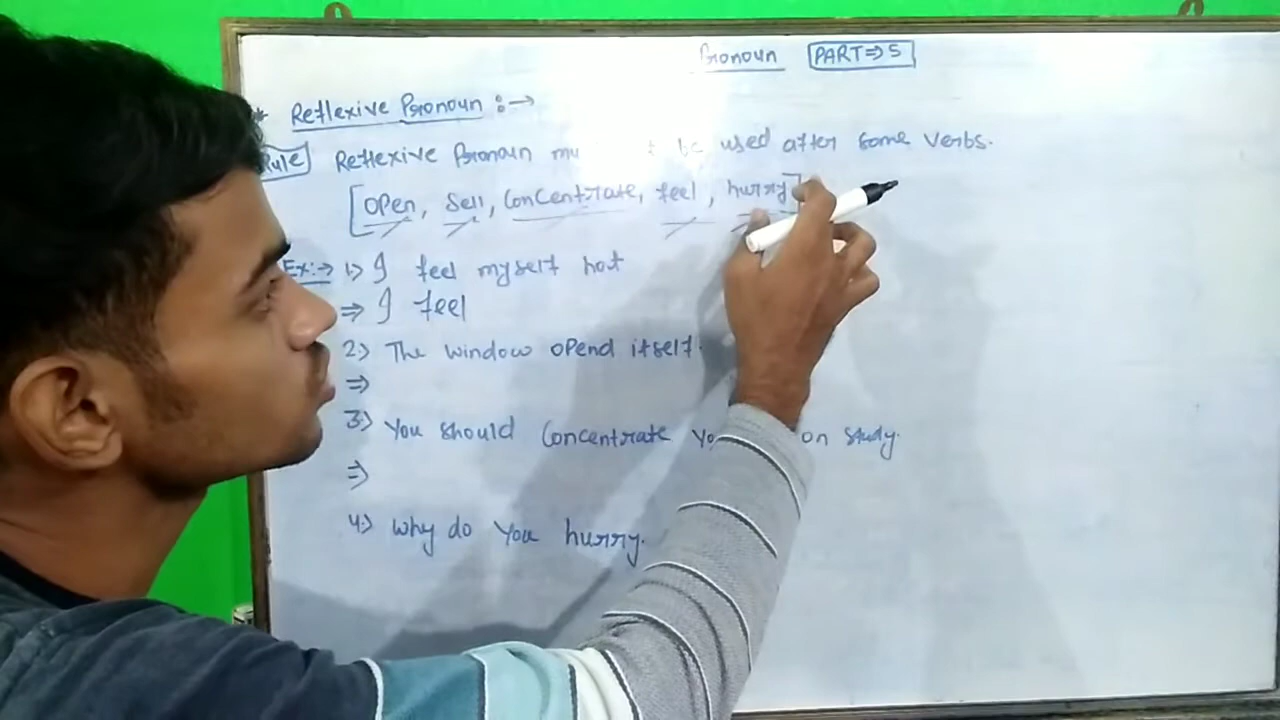 Pronoun PART⇒5
* Reflexive Pronoun :→
Rule Reflexive Pronoun be used after some verbs.
[open, sell, Concentrate, feel, hurry]
Ex:→ 1.> I feel myself hot
⇒ I feel
2.> The window opend itself.
⇒
3.> You should Concentrate on study.
⇒
4.> Why do you hurry.